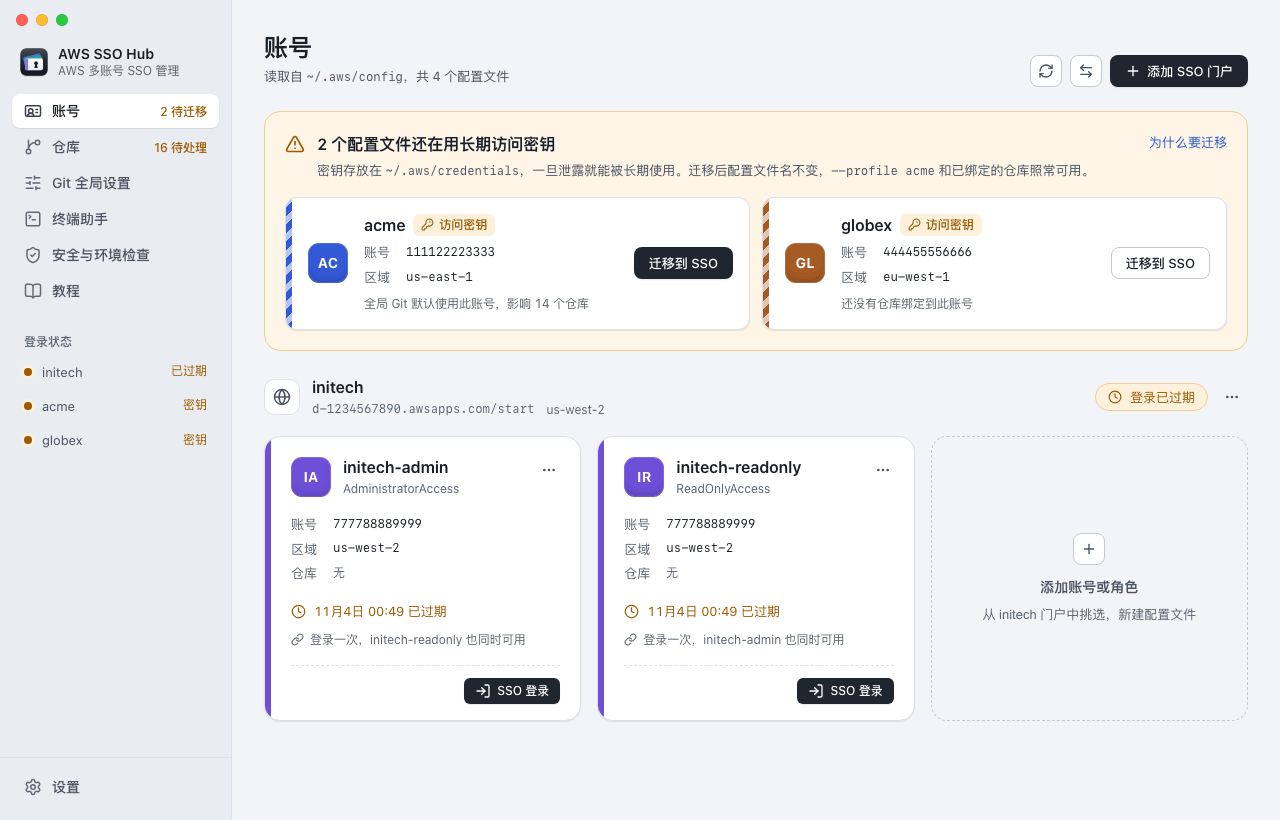 AWS SSO Hub
AWS 多账号 SSO 管理
账号 2 待迁移
仓库 16 待处理
Git 全局设置
终端助手
安全与环境检查
教程
登录状态
initech 已过期
acme 密钥
globex 密钥
设置
账号
读取自 ~/.aws/config，共 4 个配置文件
添加 SSO 门户
2 个配置文件还在用长期访问密钥
为什么要迁移
密钥存放在 ~/.aws/credentials，一旦泄露就能被长期使用。迁移后配置文件名不变，--profile acme 和已绑定的仓库照常可用。
AC
acme 访问密钥
账号 111122223333
区域 us-east-1
全局 Git 默认使用此账号，影响 14 个仓库
迁移到 SSO
GL
globex 访问密钥
账号 444455556666
区域 eu-west-1
还没有仓库绑定到此账号
迁移到 SSO
initech
d-1234567890.awsapps.com/start us-west-2
登录已过期
IA
initech-admin
AdministratorAccess
账号 777788889999
区域 us-west-2
仓库 无
11月4日 00:49 已过期
登录一次，initech-readonly 也同时可用
SSO 登录
IR
initech-readonly
ReadOnlyAccess
账号 777788889999
区域 us-west-2
仓库 无
11月4日 00:49 已过期
登录一次，initech-admin 也同时可用
SSO 登录
添加账号或角色
从 initech 门户中挑选，新建配置文件